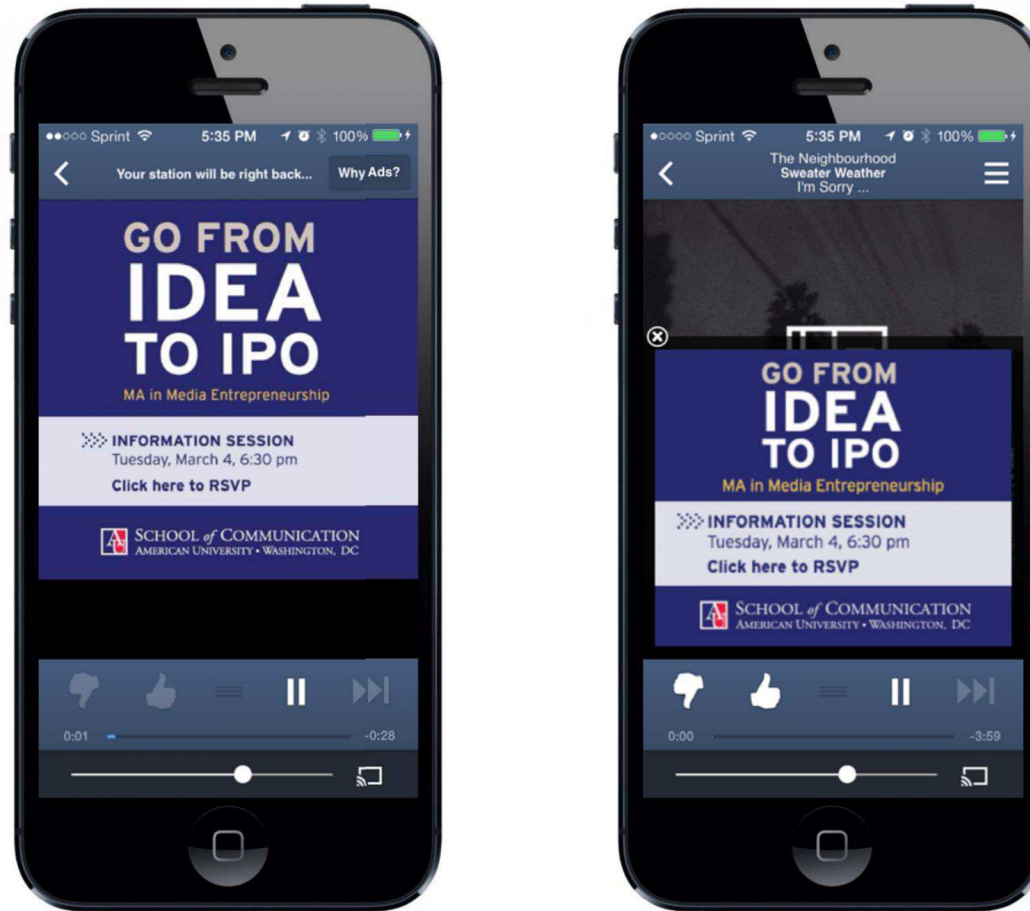 Sprint 5:35 PM 100%
Your station will be right back... Why Ads?
GO FROM
IDEA
TO IPO
MA in Media Entrepreneurship
INFORMATION SESSION
Tuesday, March 4, 6:30 pm
Click here to RSVP
AU SCHOOL of COMMUNICATION
AMERICAN UNIVERSITY • WASHINGTON, DC
0:01 -0:28
Sprint 5:35 PM 100%
The Neighbourhood
Sweater Weather
I'm Sorry ...
GO FROM
IDEA
TO IPO
MA in Media Entrepreneurship
INFORMATION SESSION
Tuesday, March 4, 6:30 pm
Click here to RSVP
AU SCHOOL of COMMUNICATION
AMERICAN UNIVERSITY • WASHINGTON, DC
0:00 -3:59